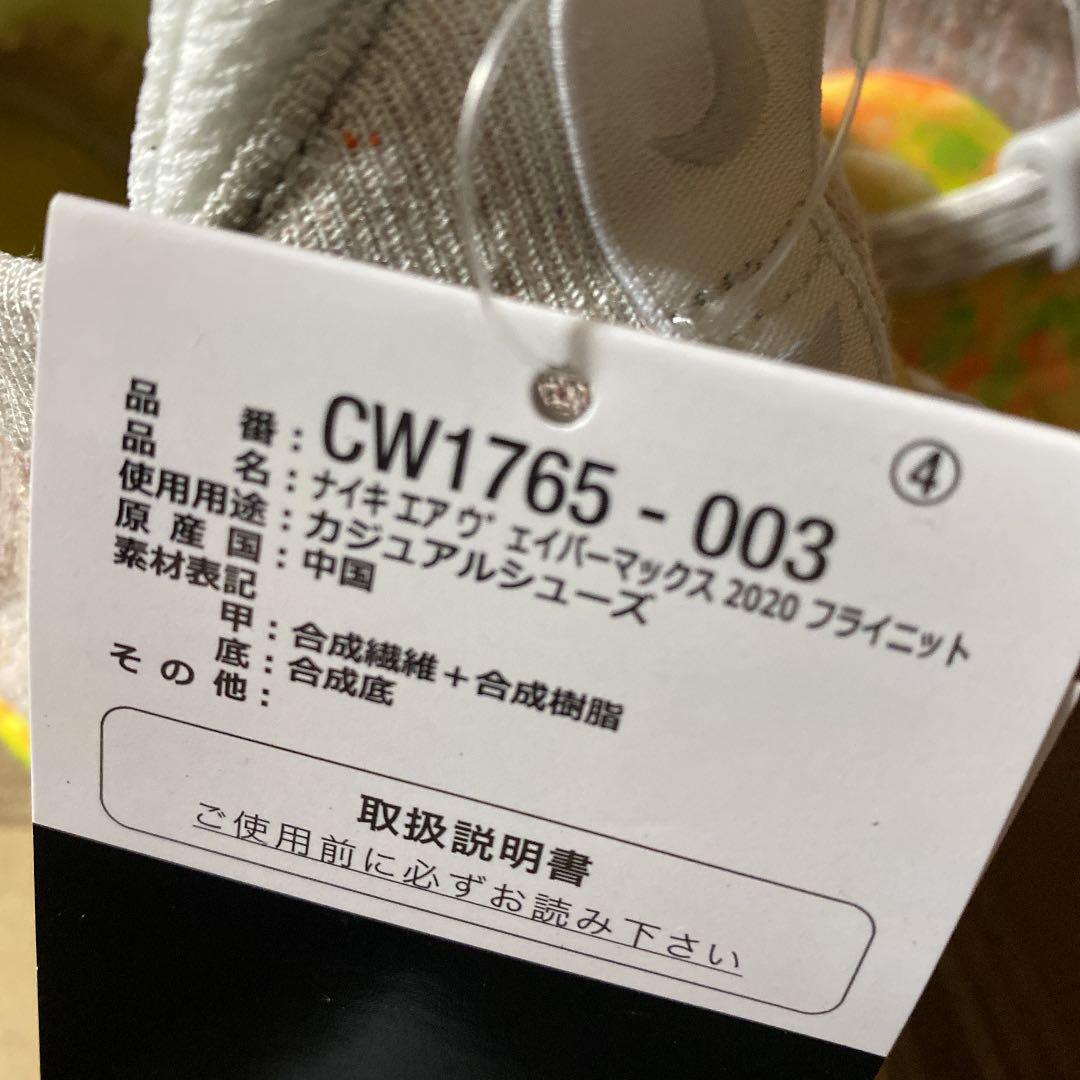 ④
品　　番：CW1765-003
品　　名：ナイキ エア ヴェイパーマックス 2020 フライニット
使用用途：カジュアルシューズ
原 産 国：中国
素材表記
甲：合成繊維＋合成樹脂
底：合成底
そ の 他：
取扱説明書
ご使用前に必ずお読み下さい